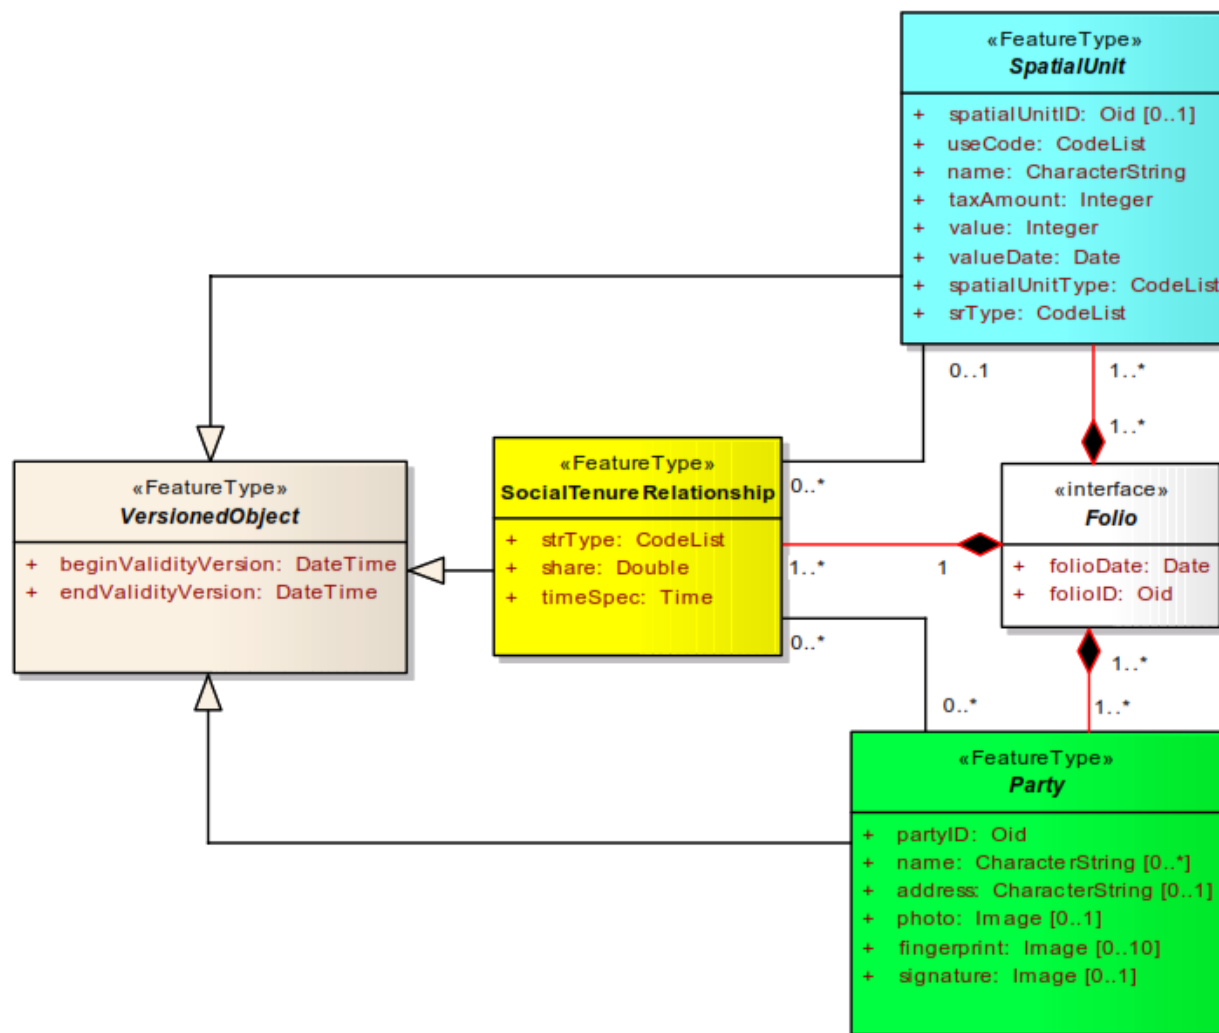 «FeatureType»
SpatialUnit
+ spatialUnitID: Oid [0..1]
+ useCode: CodeList
+ name: CharacterString
+ taxAmount: Integer
+ value: Integer
+ valueDate: Date
+ spatialUnitType: CodeList
+ srType: CodeList
0..1
1..*
1..*
«FeatureType»
VersionedObject
+ beginValidityVersion: DateTime
+ endValidityVersion: DateTime
«FeatureType»
SocialTenureRelationship
+ strType: CodeList
+ share: Double
+ timeSpec: Time
0..*
1..*
1
0..*
«interface»
Folio
+ folioDate: Date
+ folioID: Oid
1..*
0..*
1..*
«FeatureType»
Party
+ partyID: Oid
+ name: CharacterString [0..*]
+ address: CharacterString [0..1]
+ photo: Image [0..1]
+ fingerprint: Image [0..10]
+ signature: Image [0..1]